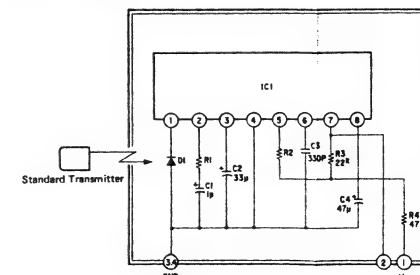 IC1
1 2 3 4 5 6 7 8
D1
R1
C1
1μ
C2
33μ
R2
C3
330P
R3
22k
C4
47μ
R4
47
Standard Transmitter
3.4
2
1